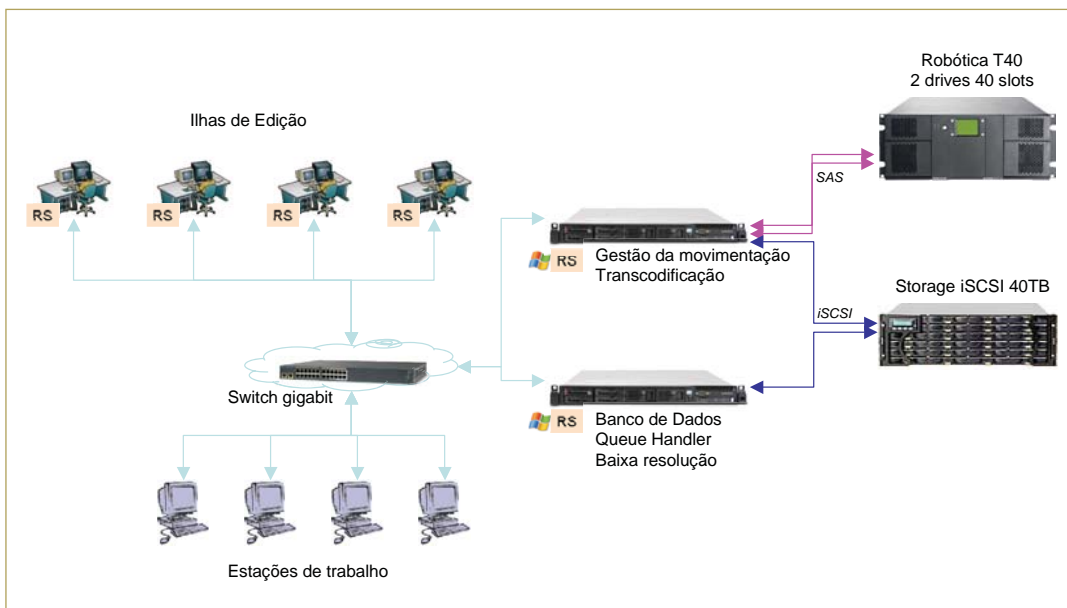 Robótica T40
2 drives 40 slots
Ilhas de Edição
RS
RS
RS
RS
SAS
RS
Gestão da movimentação
Transcodificação
Storage iSCSI 40TB
iSCSI
Switch gigabit
RS
Banco de Dados
Queue Handler
Baixa resolução
Estações de trabalho